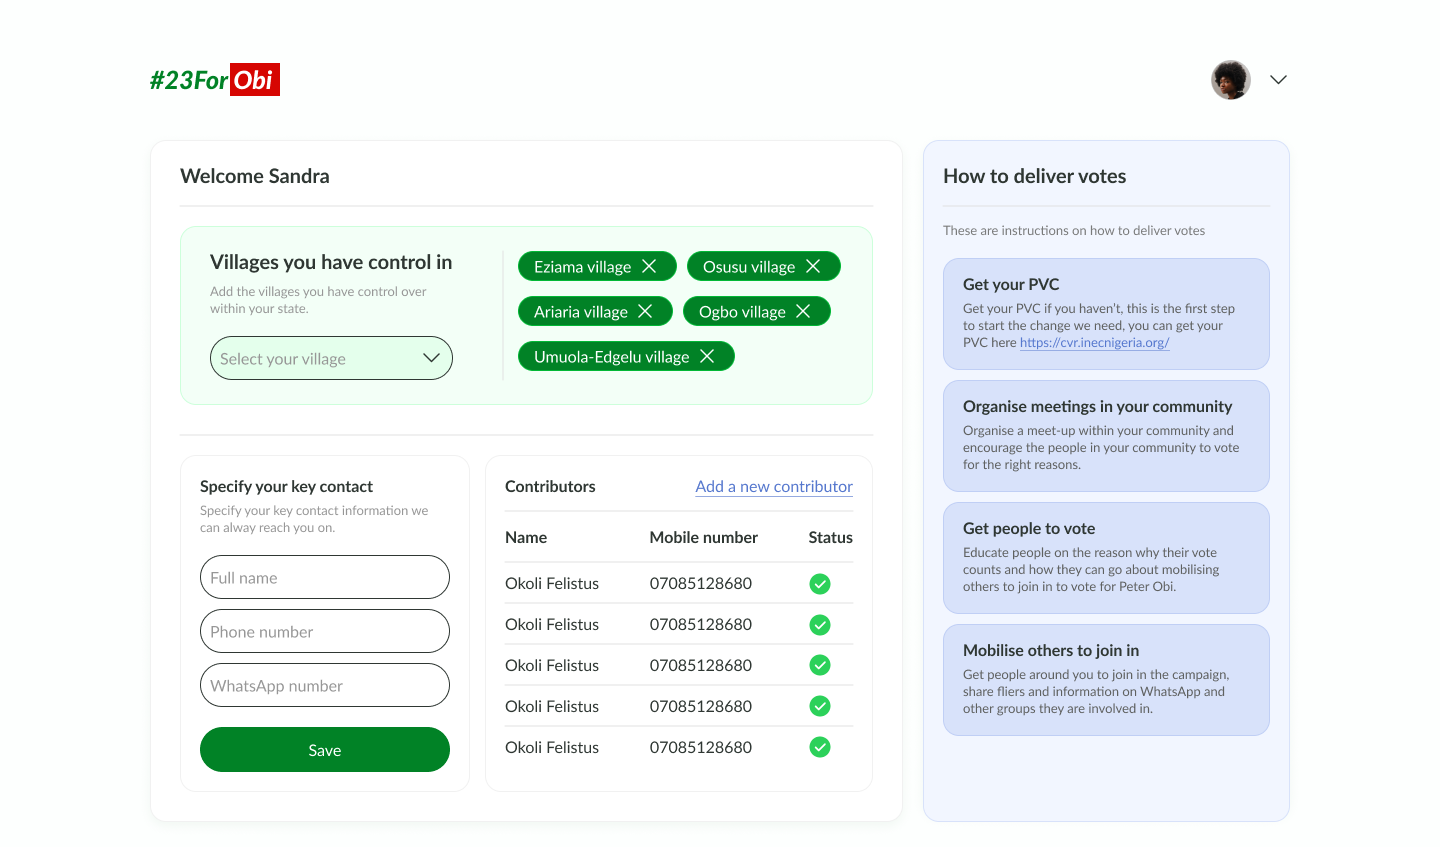 #23For Obi
Welcome Sandra
Villages you have control in
Add the villages you have control over
within your state.
Select your village
Eziama village
Osusu village
Ariaria village
Ogbo village
Umuola-Edgelu village
Specify your key contact
Specify your key contact information we
can alway reach you on.
Full name
Phone number
WhatsApp number
Save
Contributors
Add a new contributor
Name Mobile number Status
Okoli Felistus 07085128680
Okoli Felistus 07085128680
Okoli Felistus 07085128680
Okoli Felistus 07085128680
Okoli Felistus 07085128680
How to deliver votes
These are instructions on how to deliver votes
Get your PVC
Get your PVC if you haven't, this is the first step
to start the change we need, you can get your
PVC here https://cvr.inecnigeria.org/
Organise meetings in your community
Organise a meet-up within your community and
encourage the people in your community to vote
for the right reasons.
Get people to vote
Educate people on the reason why their vote
counts and how they can go about mobilising
others to join in to vote for Peter Obi.
Mobilise others to join in
Get people around you to join in the campaign,
share fliers and information on WhatsApp and
other groups they are involved in.